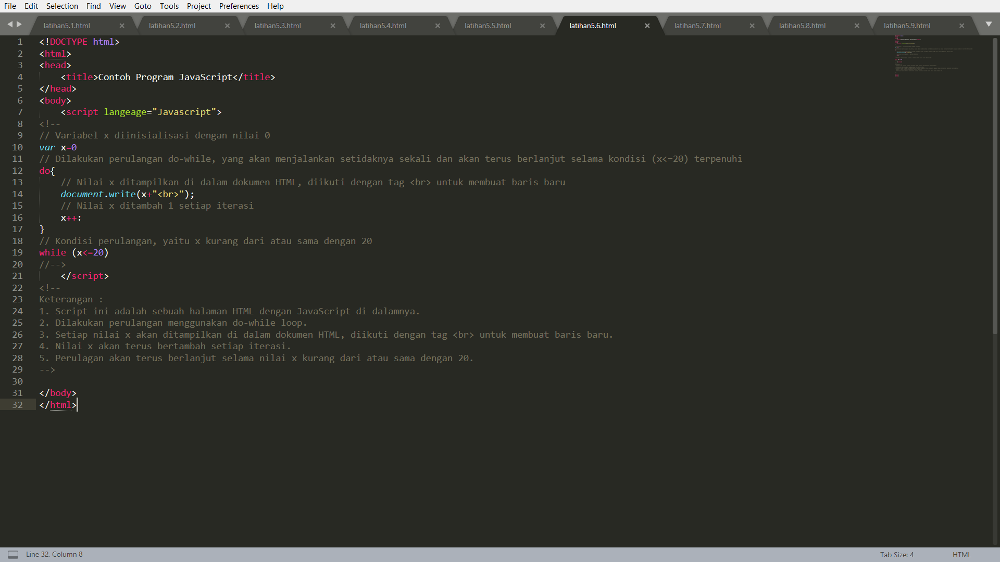 File Edit Selection Find View Goto Tools Project Preferences Help
latihan5.1.html × latihan5.2.html × latihan5.3.html × latihan5.4.html × latihan5.5.html × latihan5.6.html × latihan5.7.html × latihan5.8.html × latihan5.9.html ×
1 <!DOCTYPE html>
2 <html>
3 <head>
4     <title>Contoh Program JavaScript</title>
5 </head>
6 <body>
7     <script langeage="Javascript">
8 <!--
9 // Variabel x diinisialisasi dengan nilai 0
10 var x=0
11 // Dilakukan perulangan do-while, yang akan menjalankan setidaknya sekali dan akan terus berlanjut selama kondisi (x<=20) terpenuhi
12 do{
13     // Nilai x ditampilkan di dalam dokumen HTML, diikuti dengan tag <br> untuk membuat baris baru
14     document.write(x+"<br>");
15     // Nilai x ditambah 1 setiap iterasi
16     x++:
17 }
18 // Kondisi perulangan, yaitu x kurang dari atau sama dengan 20
19 while (x<=20)
20 //-->
21     </script>
22 <!--
23 Keterangan :
24 1. Script ini adalah sebuah halaman HTML dengan JavaScript di dalamnya.
25 2. Dilakukan perulangan menggunakan do-while loop.
26 3. Setiap nilai x akan ditampilkan di dalam dokumen HTML, diikuti dengan tag <br> untuk membuat baris baru.
27 4. Nilai x akan terus bertambah setiap iterasi.
28 5. Perulagan akan terus berlanjut selama nilai x kurang dari atau sama dengan 20.
29 -->
30
31 </body>
32 </html>
Line 32, Column 8 Tab Size: 4 HTML